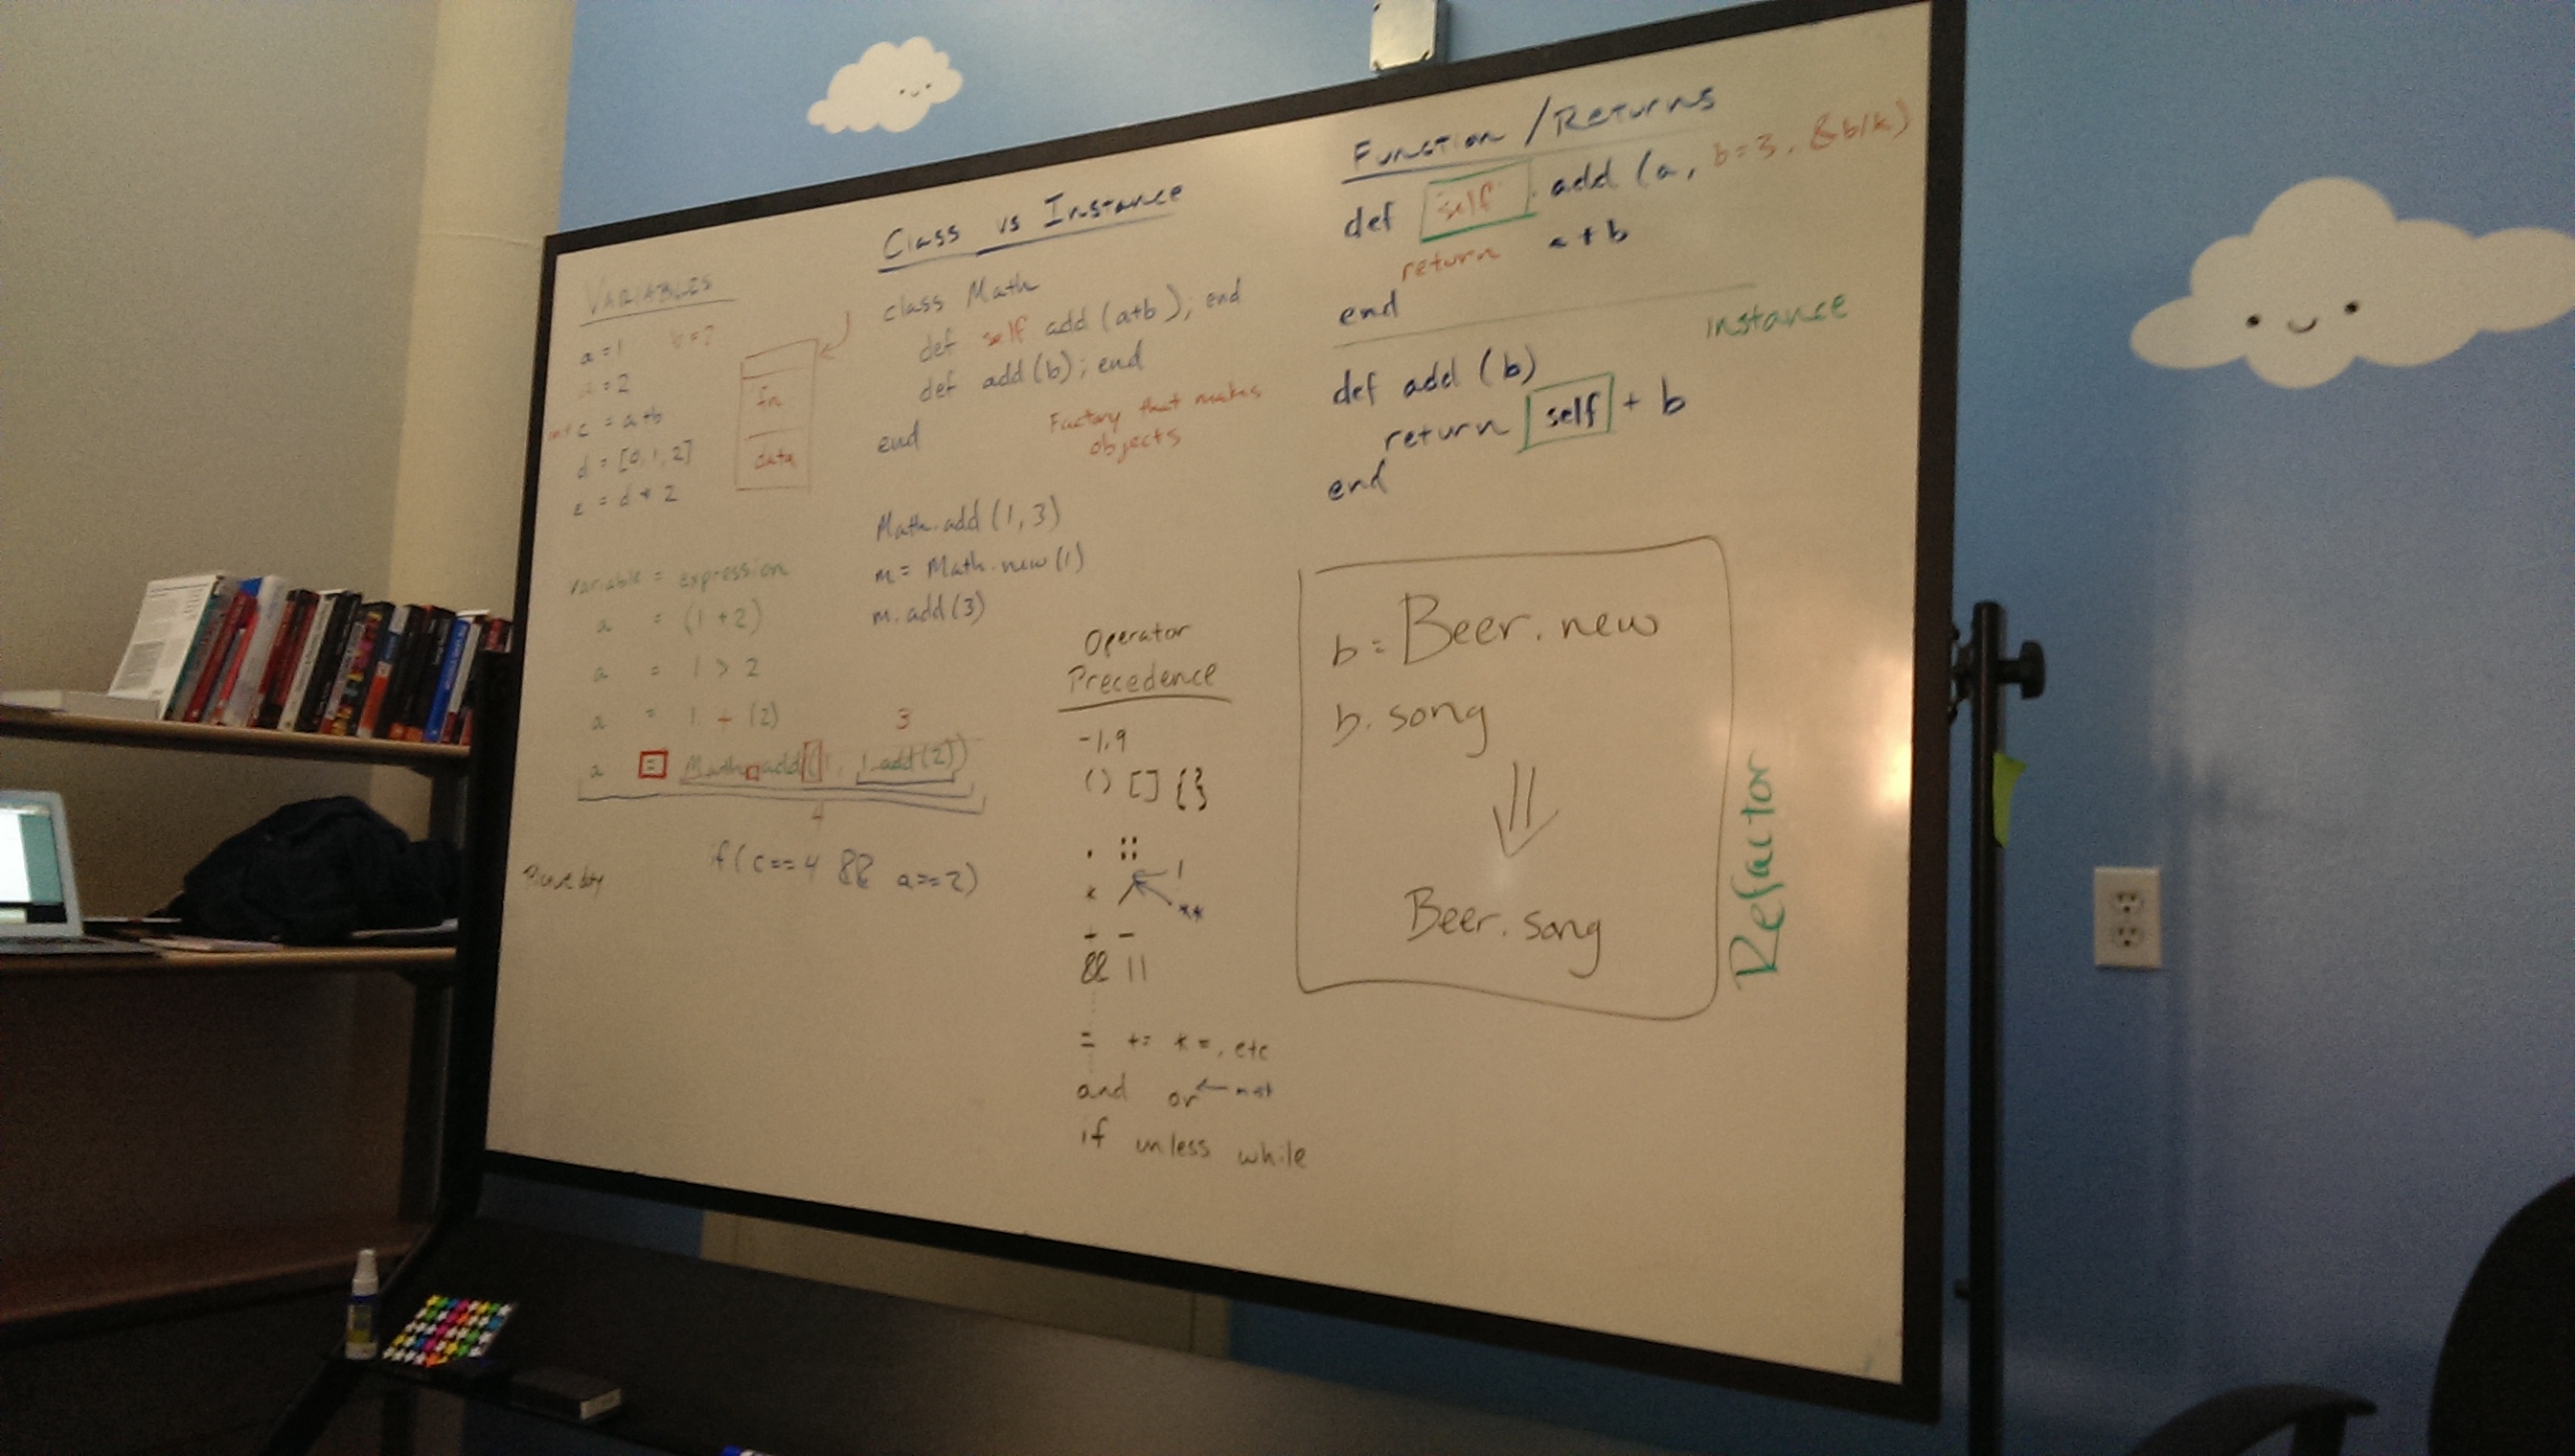 VARIABLES
a = 1 b = ?
a = 2
c = a+b
d = [0, 1, 2]
e = d * 2
fn
data
variable = expression
a = (1 + 2)
a = 1 > 2
a = 1 + (2)
3
a = Math.add(1, 1.add(2))
4
if (c==4 && a==2)
Class vs Instance
class Math
def self add (a+b); end
def add(b); end
end
Factory that makes
objects
Math.add(1,3)
m = Math.new(1)
m.add(3)
Operator
Precedence
-1.9
() [] {}
. ::
* / ← !
**
+ -
&& ||
= += *=, etc
and or ← not
if unless while
Function / Returns
def self. add (a, b=3, &blk)
return a+b
end
instance
def add (b)
return self + b
end
b = Beer.new
b. song
Beer. song
Refactor